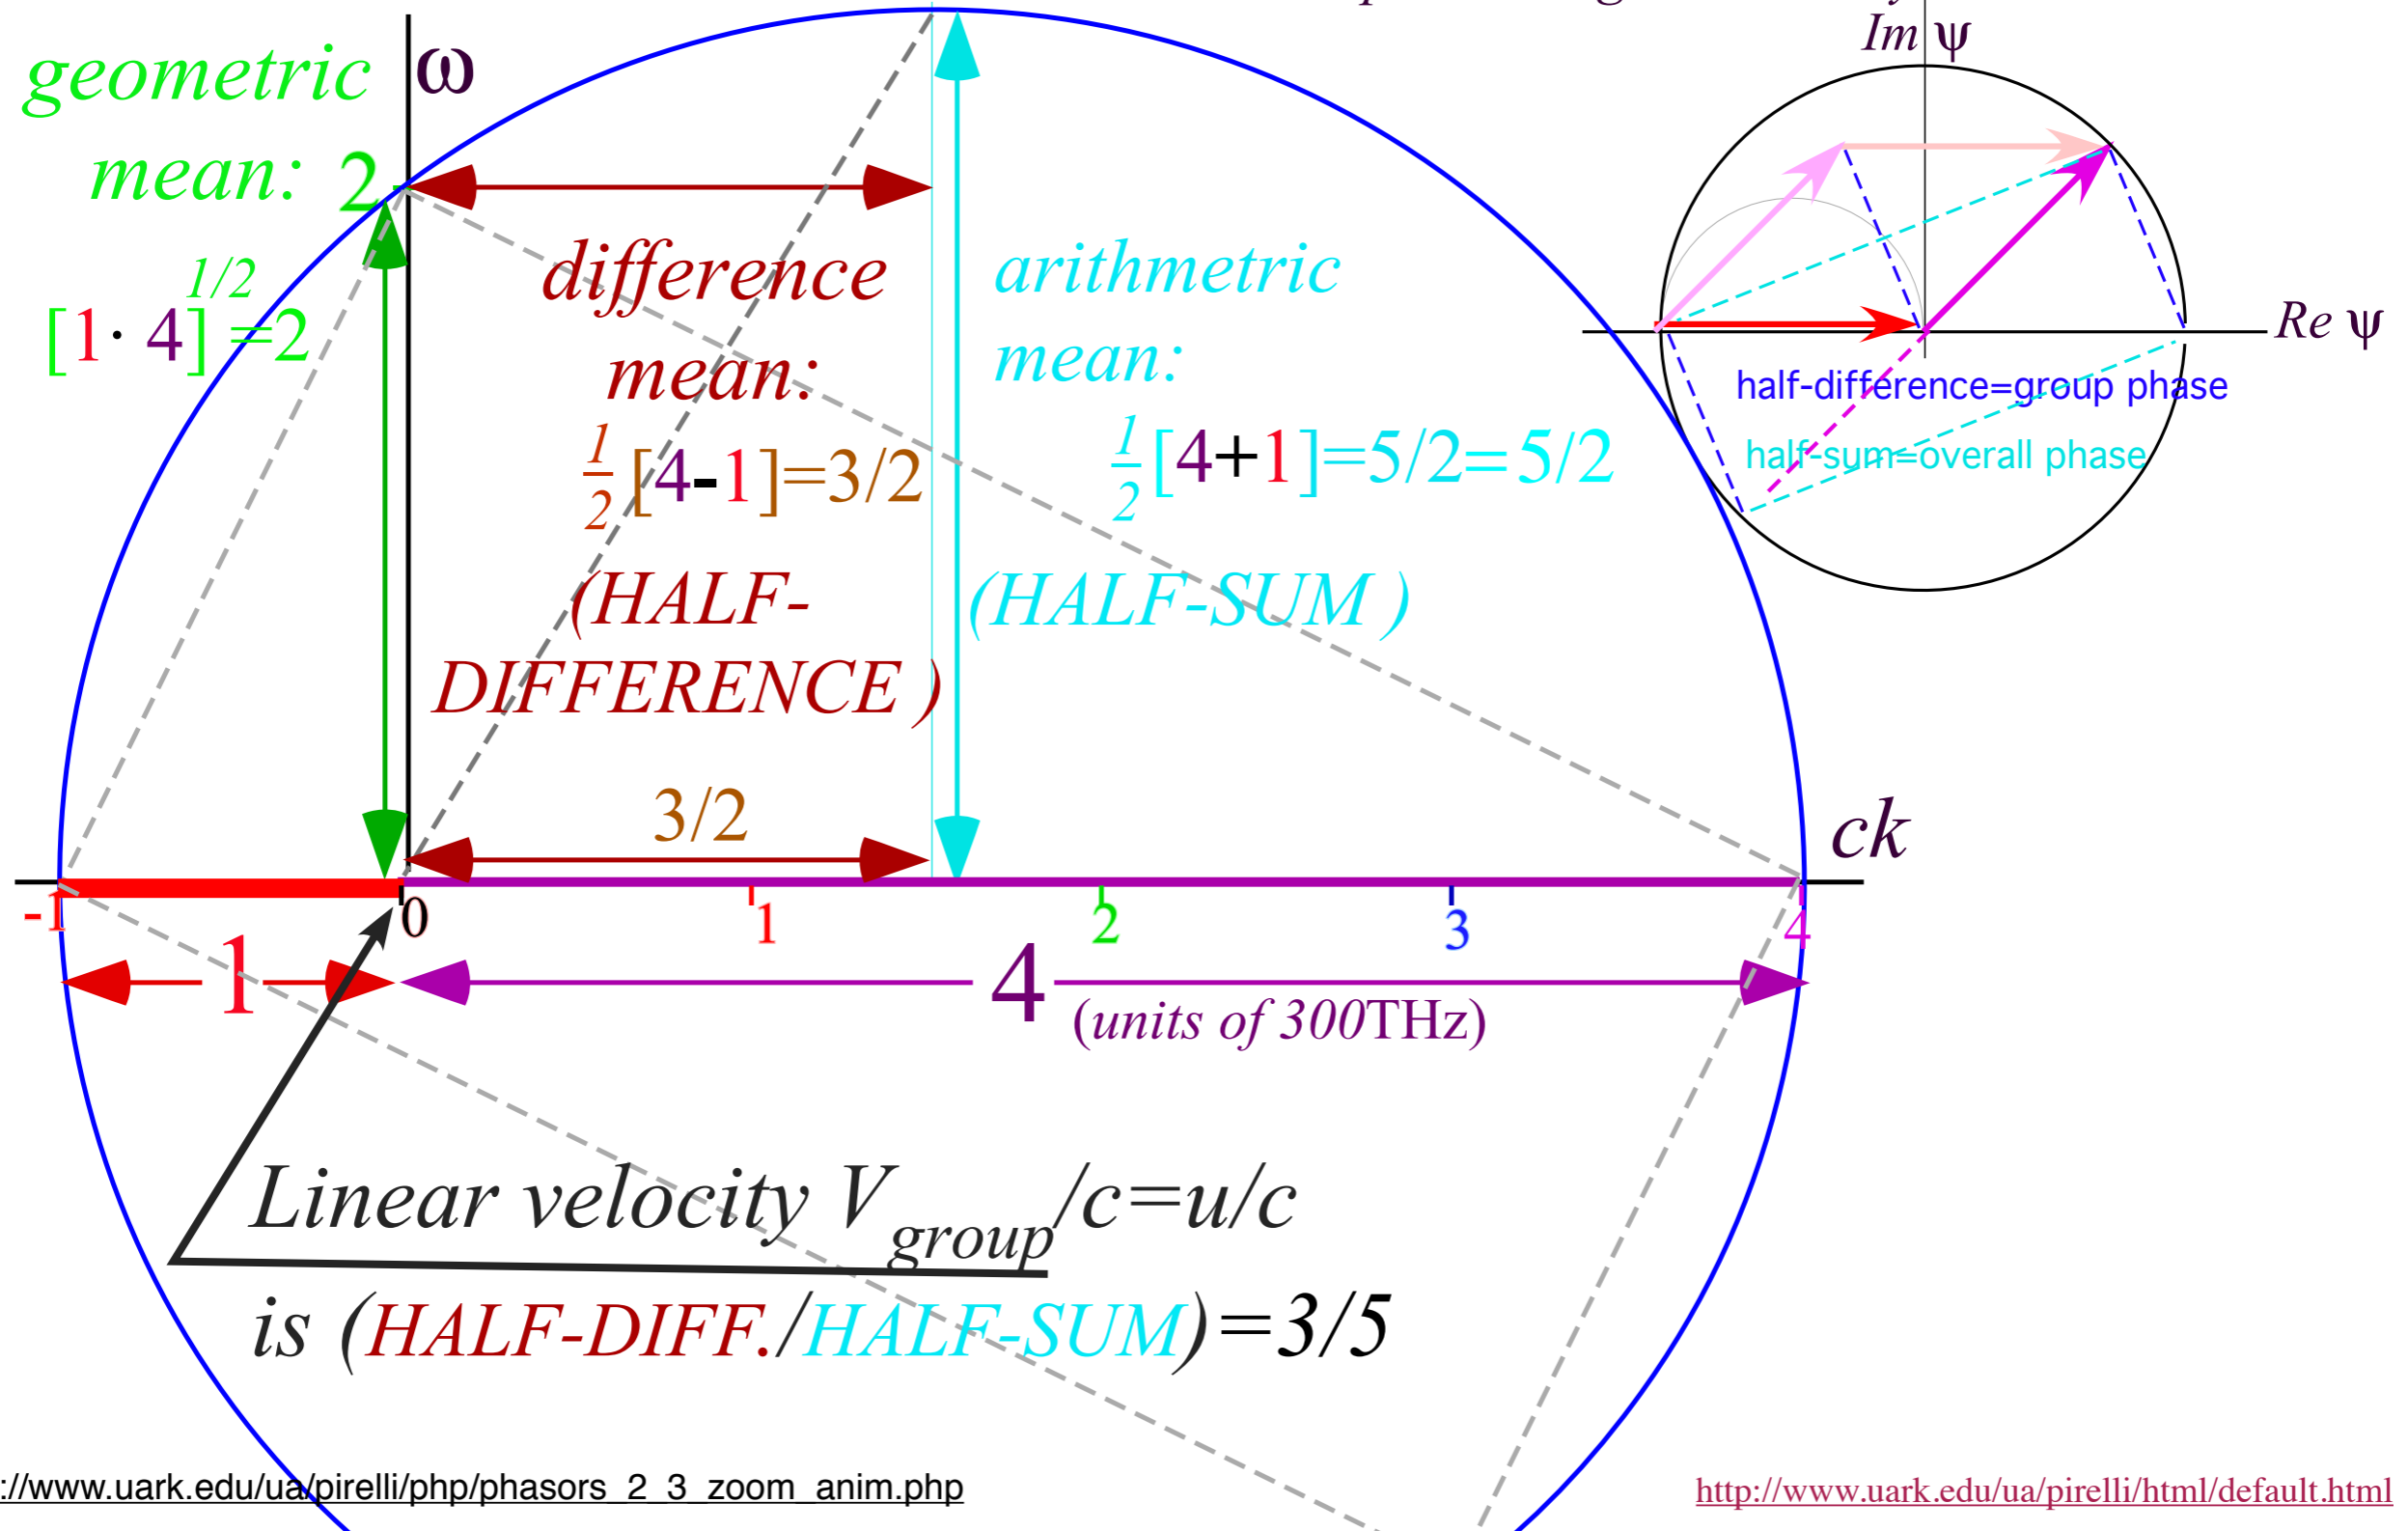 Im ψ
ω
geometric
mean: 2
[1· 4]^1/2 =2
difference
mean:
1/2 [4-1]=3/2
(HALF-
DIFFERENCE )
arithmetric
mean:
1/2 [4+1]=5/2=5/2
(HALF-SUM )
Re ψ
half-difference=group phase
half-sum=overall phase
3/2
ck
-1 0 1 2 3 4
1 4 (units of 300THz)
Linear velocity V_group/c=u/c
is (HALF-DIFF./HALF-SUM)=3/5
://www.uark.edu/ua/pirelli/php/phasors_2_3_zoom_anim.php
http://www.uark.edu/ua/pirelli/html/default.html